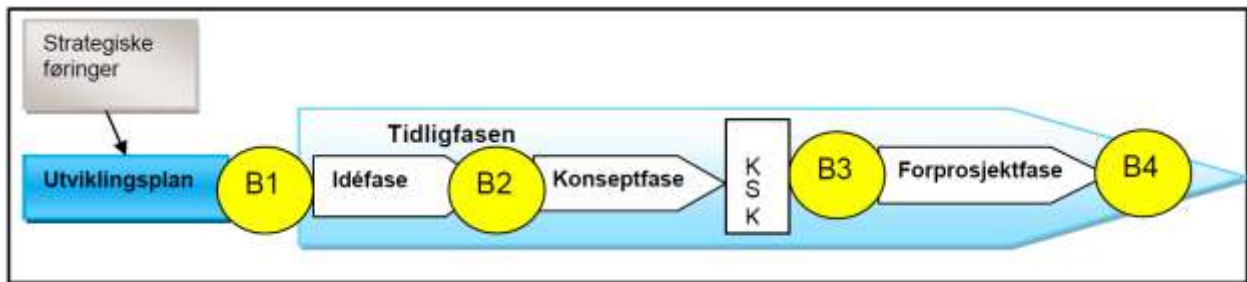 Strategiske
føringer
Tidligfasen
Utviklingsplan
B1
Idéfase
B2
Konseptfase
K
S
K
B3
Forprosjektfase
B4